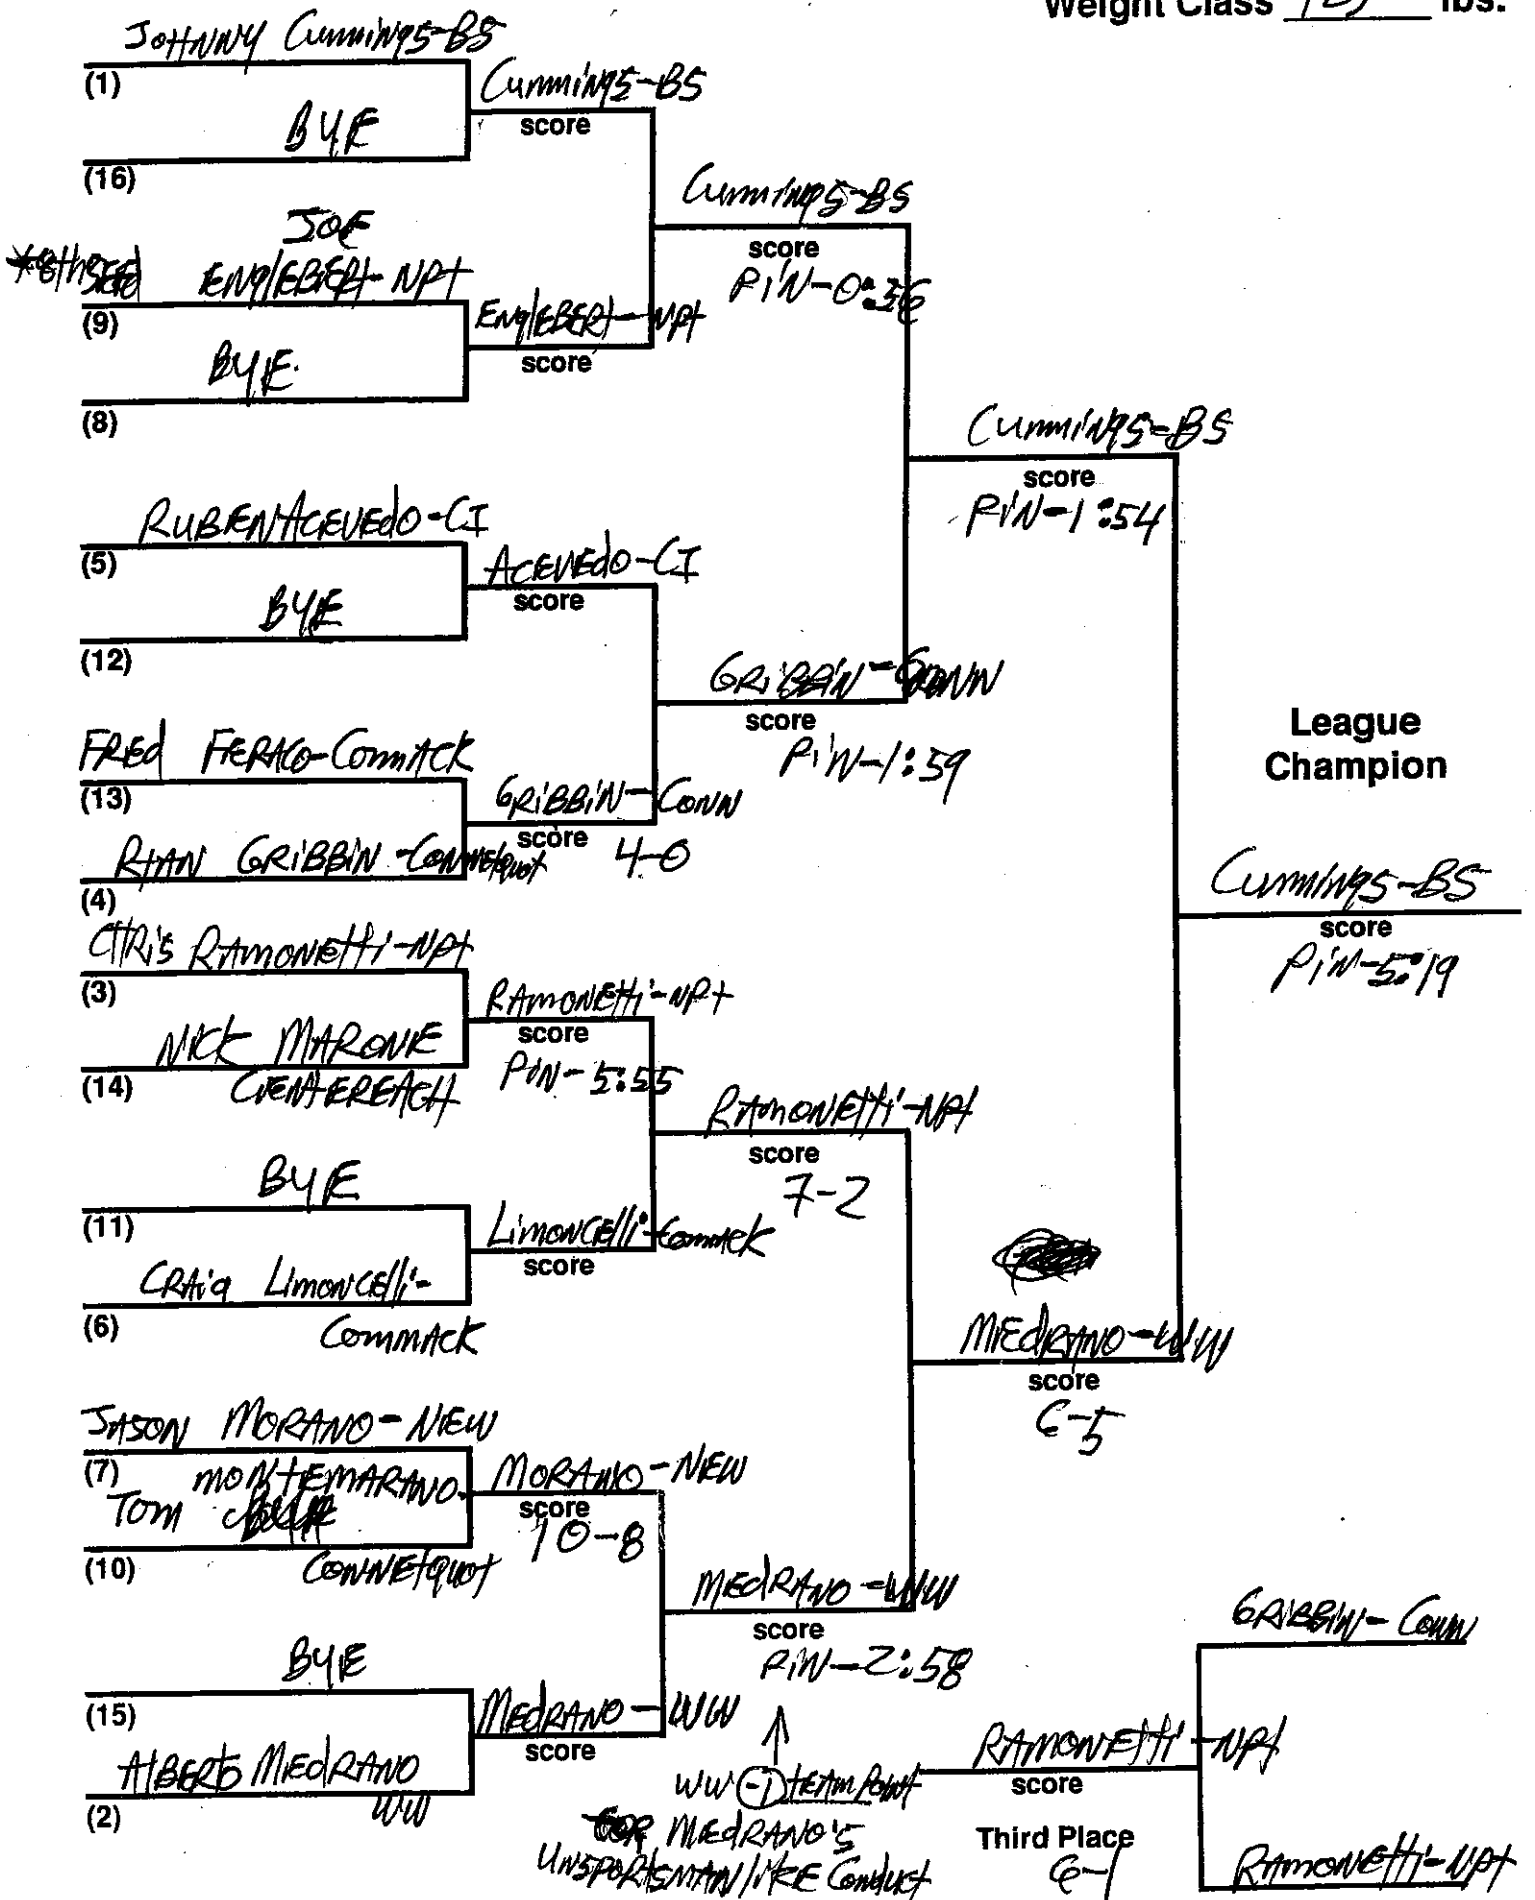 Weight Class lbs.
JOHNNY Cummings-BS
(1)
Cummings-BS
score
BYE
(16)
Cummings-BS
score
PIN-0:36
JOE
*8th SEED
ENglEBERt-NPt
(9)
ENglEBERt-NPt
score
BYE
(8)
Cummings-BS
score
PIN-1:54
RUBEN ACEVEdO-CI
(5)
ACEVEdO-CI
score
BYE
(12)
GRiBBiN-CONN
score
PiN-1:59
FREd FERACO-CommACK
(13)
GRiBBiN-CONN
score
4-0
RYAN GRiBBiN-CONNEtquot
(4)
League
Champion
Cummings-BS
score
PiN-5:19
CHRiS RAmONEtti-NPt
(3)
RAmONEtti-NPt
score
PiN-5:55
NiCK MARONE
(14)
CENtEREACH
RAmONEtti-NPt
score
7-2
BYE
(11)
LimONCElli-CommACK
score
CRAig LimONCElli-
(6)
CommACK
MEdRANO-WW
score
6-5
JASON MORANO-NEW
(7)
MORANO-NEW
score
10-8
mONtEMARANO-
Tom
(10)
CONNEtquot
MEdRANO-WW
score
PiN-2:58
BYE
(15)
MEdRANO-WW
score
AlBERtO MEdRANO
(2)
WW
WW -1 tEAM POiNt
FOR MEdRANO'S
UNSPORtSMANliKE CONduCt
GRiBBiN-CONN
RAMONEtti-NPt
score
Third Place
6-1
RAmONEtti-NPt